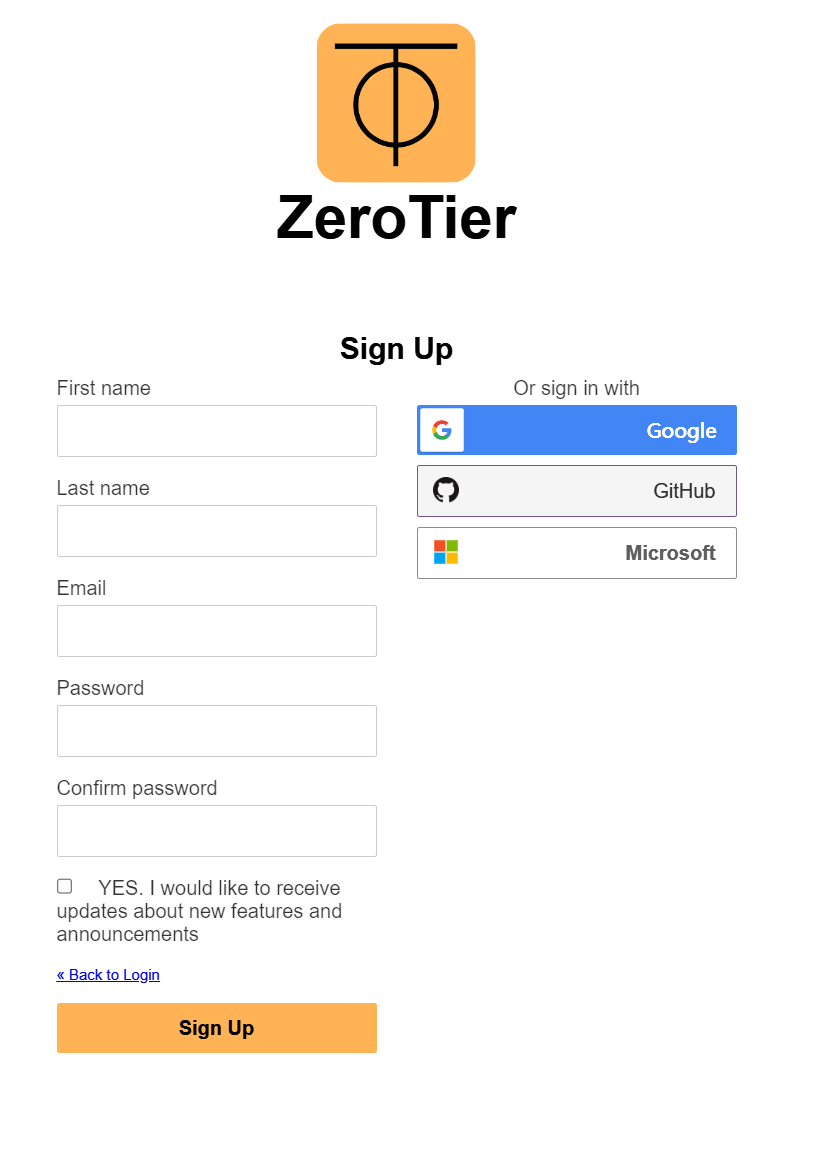 ZeroTier
Sign Up
First name
Last name
Email
Password
Confirm password
YES. I would like to receive
updates about new features and
announcements
« Back to Login
Sign Up
Or sign in with
Google
GitHub
Microsoft